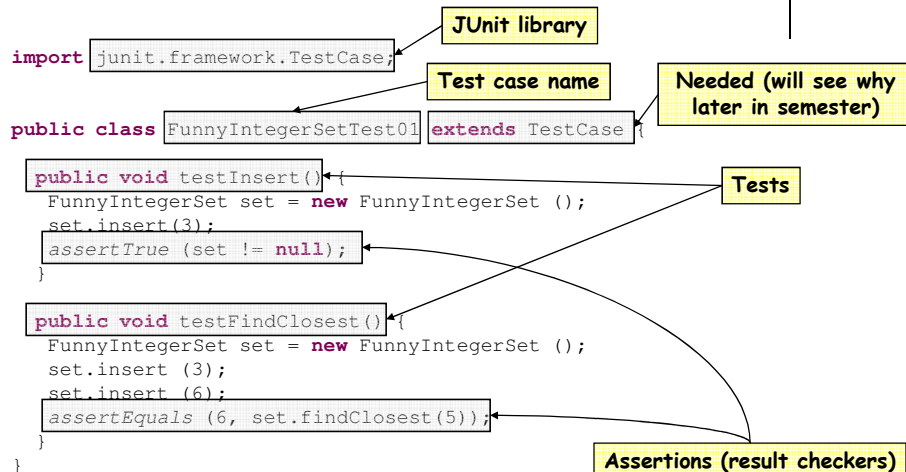 JUnit library
import junit.framework.TestCase;
Test case name
Needed (will see why
later in semester)
public class FunnyIntegerSetTest01 extends TestCase {
public void testInsert() {
Tests
FunnyIntegerSet set = new FunnyIntegerSet ();
set.insert(3);
assertTrue (set != null);
}
public void testFindClosest() {
FunnyIntegerSet set = new FunnyIntegerSet ();
set.insert (3);
set.insert (6);
assertEquals (6, set.findClosest(5));
}
}
Assertions (result checkers)